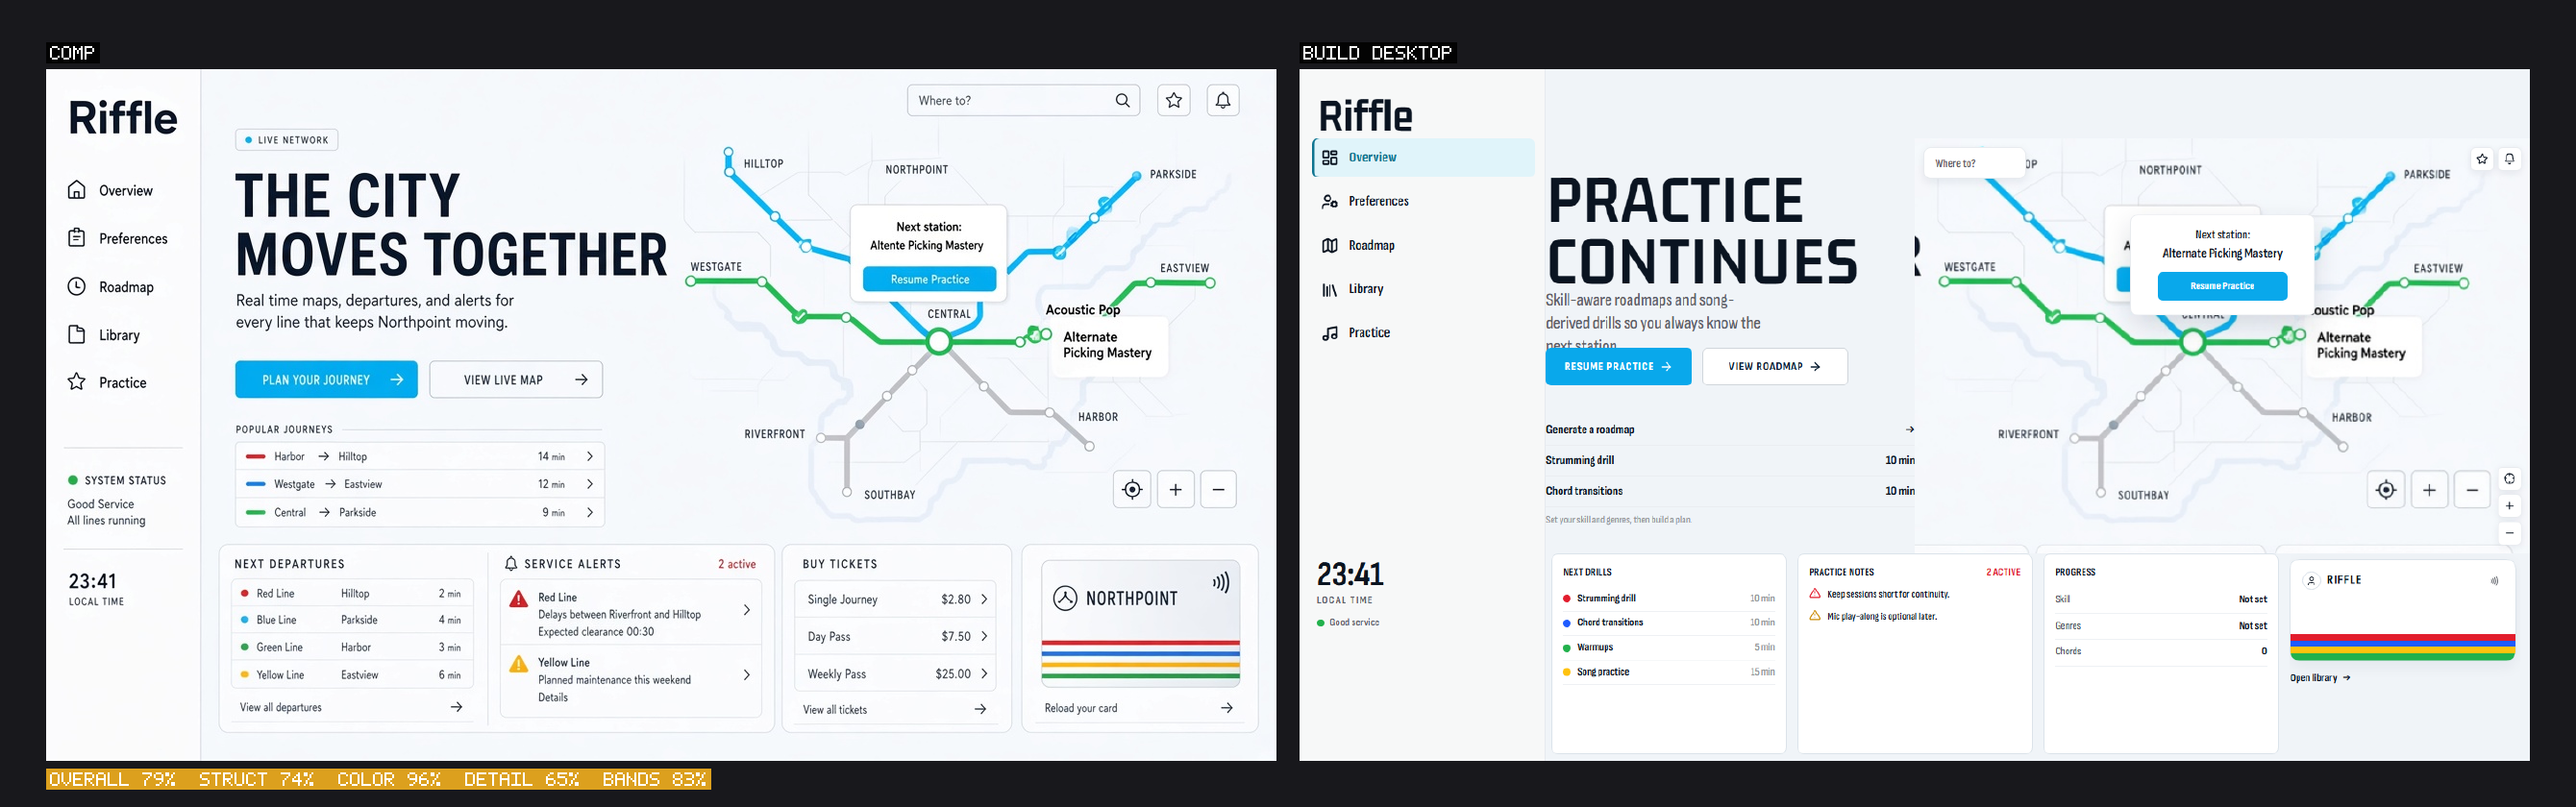 COMP
Riffle
Overview
Preferences
Roadmap
Library
Practice
SYSTEM STATUS
Good Service
All lines running
23:41
LOCAL TIME
Where to?
LIVE NETWORK
THE CITY
MOVES TOGETHER
Real time maps, departures, and alerts for
every line that keeps Northpoint moving.
PLAN YOUR JOURNEY
VIEW LIVE MAP
POPULAR JOURNEYS
Harbor → Hilltop 14 min
Westgate → Eastview 12 min
Central → Parkside 9 min
HILLTOP
NORTHPOINT
PARKSIDE
WESTGATE
EASTVIEW
Next station:
Altente Picking Mastery
Resume Practice
CENTRAL
Acoustic Pop
Alternate
Picking Mastery
HARBOR
RIVERFRONT
SOUTHBAY
NEXT DEPARTURES
Red Line Hilltop 2 min
Blue Line Parkside 4 min
Green Line Harbor 3 min
Yellow Line Eastview 6 min
View all departures
SERVICE ALERTS 2 active
Red Line
Delays between Riverfront and Hilltop
Expected clearance 00:30
Yellow Line
Planned maintenance this weekend
Details
BUY TICKETS
Single Journey $2.80
Day Pass $7.50
Weekly Pass $25.00
View all tickets
NORTHPOINT
Reload your card
OVERALL 79% STRUCT 74% COLOR 96% DETAIL 65% BANDS 83%
BUILD DESKTOP
Riffle
Overview
Preferences
Roadmap
Library
Practice
23:41
LOCAL TIME
Good service
PRACTICE
CONTINUES
R
Skill-aware roadmaps and song-
derived drills so you always know the
next station
RESUME PRACTICE →
VIEW ROADMAP →
Generate a roadmap →
Strumming drill 10 min
Chord transitions 10 min
Set your skill and genres, then build a plan.
Where to?
OP
NORTHPOINT
PARKSIDE
WESTGATE
EASTVIEW
A
Next station:
Alternate Picking Mastery
Resume Practice
CENTRAL
oustic Pop
Alternate
Picking Mastery
HARBOR
RIVERFRONT
SOUTHBAY
NEXT DRILLS
Strumming drill 10 min
Chord transitions 10 min
Warmups 5 min
Song practice 15 min
PRACTICE NOTES 2 ACTIVE
Keep sessions short for continuity.
Mic play-along is optional later.
PROGRESS
Skill Not set
Genres Not set
Chords 0
RIFFLE
Open library →